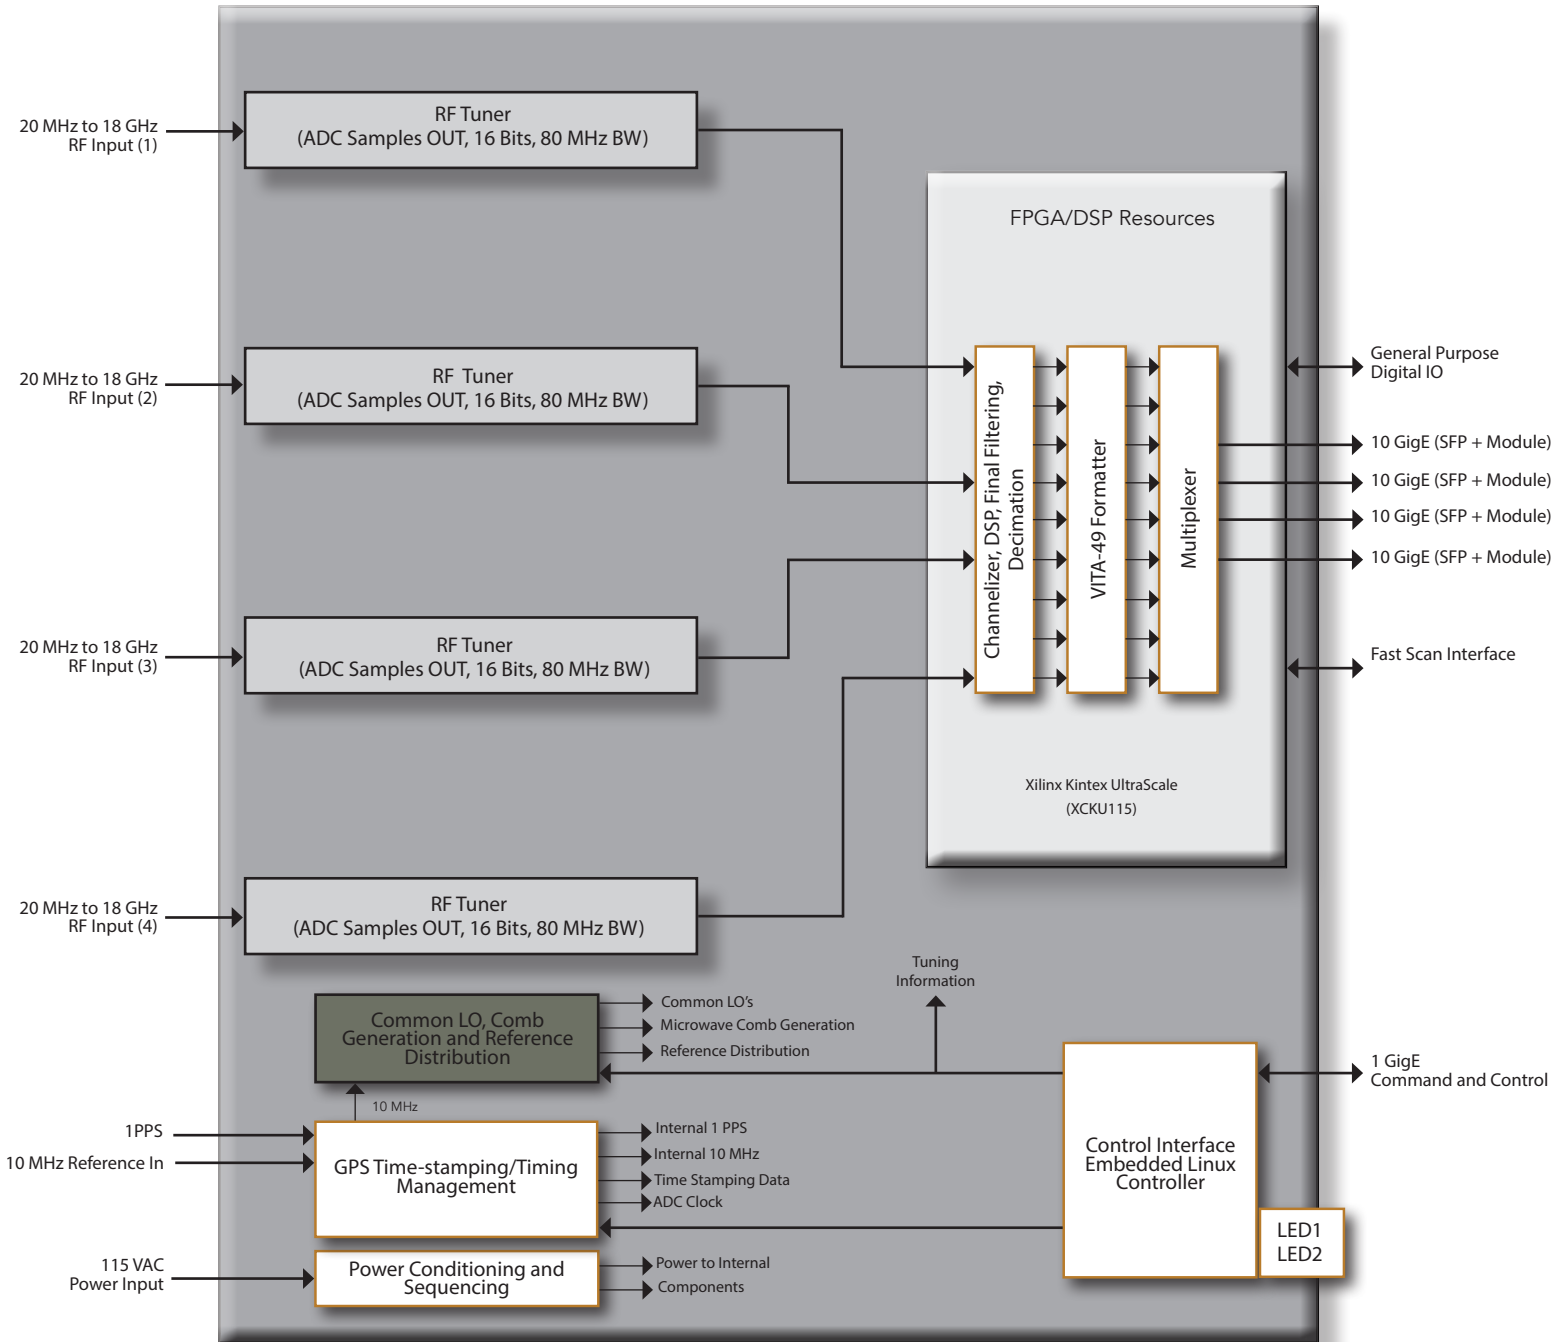 20 MHz to 18 GHz
RF Input (1)
RF Tuner
(ADC Samples OUT, 16 Bits, 80 MHz BW)
20 MHz to 18 GHz
RF Input (2)
RF Tuner
(ADC Samples OUT, 16 Bits, 80 MHz BW)
20 MHz to 18 GHz
RF Input (3)
RF Tuner
(ADC Samples OUT, 16 Bits, 80 MHz BW)
20 MHz to 18 GHz
RF Input (4)
RF Tuner
(ADC Samples OUT, 16 Bits, 80 MHz BW)
FPGA/DSP Resources
Channelizer, DSP, Final Filtering,
Decimation
VITA-49 Formatter
Multiplexer
Xilinx Kintex UltraScale
(XCKU115)
General Purpose
Digital IO
10 GigE (SFP + Module)
10 GigE (SFP + Module)
10 GigE (SFP + Module)
10 GigE (SFP + Module)
Fast Scan Interface
Tuning
Information
Common LO, Comb
Generation and Reference
Distribution
Common LO's
Microwave Comb Generation
Reference Distribution
10 MHz
1PPS
10 MHz Reference In
GPS Time-stamping/Timing
Management
Internal 1 PPS
Internal 10 MHz
Time Stamping Data
ADC Clock
115 VAC
Power Input
Power Conditioning and
Sequencing
Power to Internal
Components
Control Interface
Embedded Linux
Controller
1 GigE
Command and Control
LED1
LED2